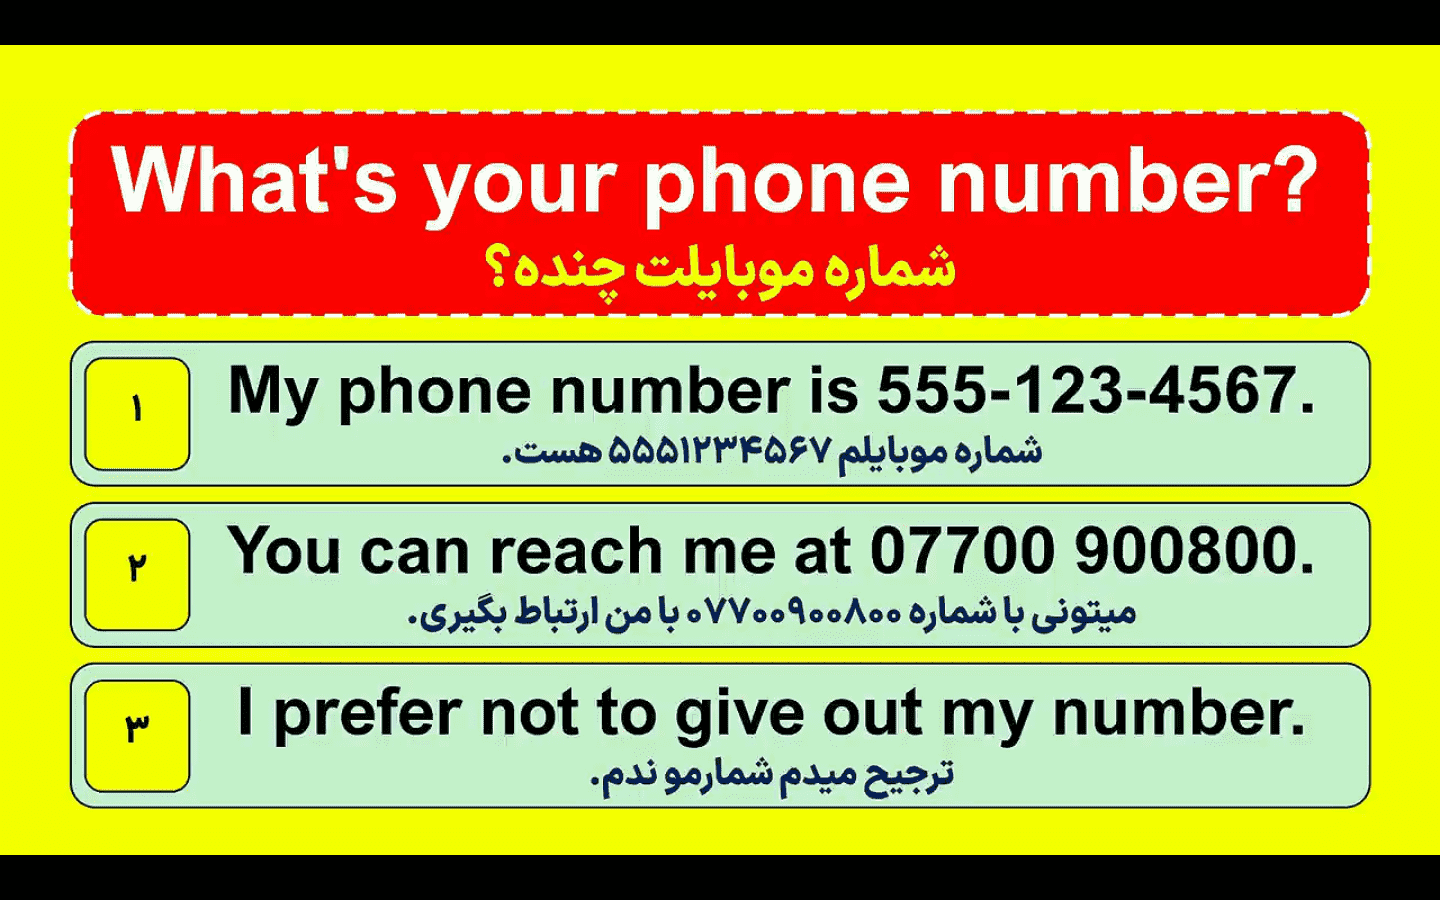 What's your phone number?
شماره موبایلت چنده؟
۱
My phone number is 555-123-4567.
شماره موبایلم ۵۵۵۱۲۳۴۵۶۷ هست.
۲
You can reach me at 07700 900800.
میتونی با شماره ۰۷۷۰۰۹۰۰۸۰۰ با من ارتباط بگیری.
۳
I prefer not to give out my number.
ترجیح میدم شمارمو ندم.